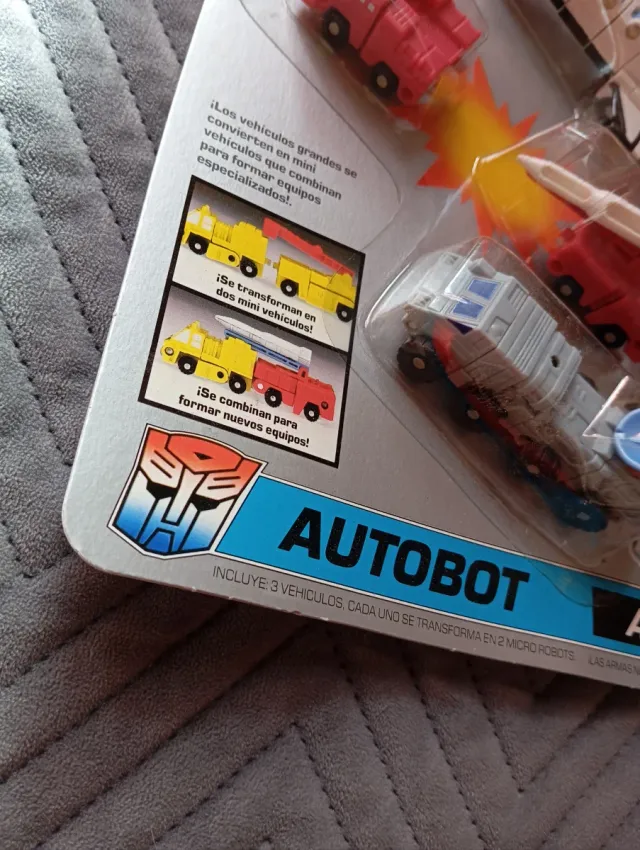 ¡Los vehículos grandes se
convierten en mini
vehículos que combinan
para formar equipos
especializados!.
¡Se transforman en
dos mini vehículos!
¡Se combinan para
formar nuevos equipos!
AUTOBOT
INCLUYE: 3 VEHICULOS, CADA UNO SE TRANSFORMA EN 2 MICRO ROBOTS. ¡LAS ARMAS